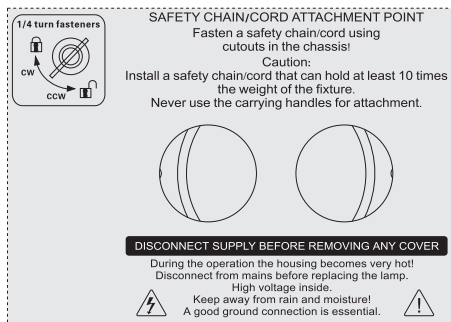 1/4 turn fasteners
CW
CCW
SAFETY CHAIN/CORD ATTACHMENT POINT
Fasten a safety chain/cord using
cutouts in the chassis!
Caution:
Install a safety chain/cord that can hold at least 10 times
the weight of the fixture.
Never use the carrying handles for attachment.
DISCONNECT SUPPLY BEFORE REMOVING ANY COVER
During the operation the housing becomes very hot!
Disconnect from mains before replacing the lamp.
High voltage inside.
Keep away from rain and moisture!
A good ground connection is essential.